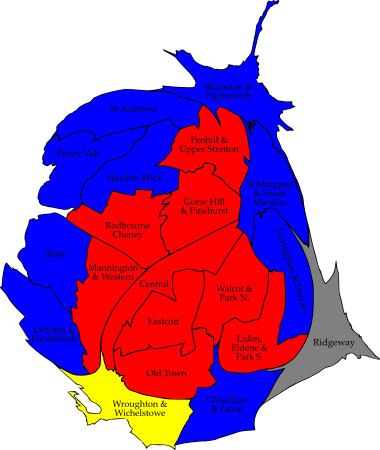 Blunsdon &
Highworth
St Andrews
Penhill &
Upper Stratton
Priory Vale
Haydon Wick
St Margaret
& South
Marston
Gorse Hill
& Pinehurst
Rodbourne
Cheney
Covingham & Dorcan
Shaw
Mannington
& Western
Central
Walcot &
Park N.
Eastcott
Lydiard &
Freshbrook
Liden,
Eldene &
Park S.
Ridgeway
Old Town
Wroughton &
Wichelstowe
Chiseldon
& Lawn